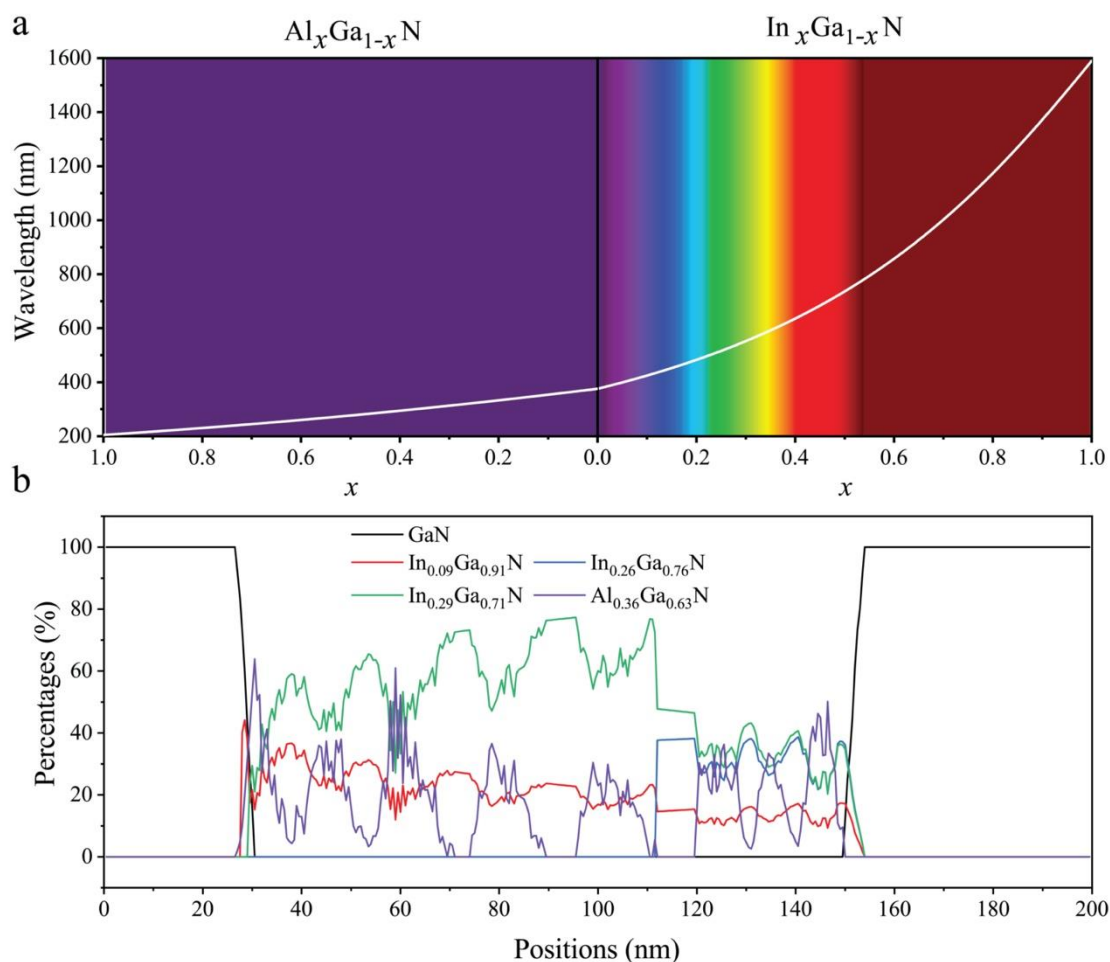 a
AlxGa1-xN InxGa1-xN
Wavelength (nm)
1600
1400
1200
1000
800
600
400
200
1.0 0.8 0.6 0.4 0.2 0.0 0.2 0.4 0.6 0.8 1.0
x x
b
GaN
In0.09Ga0.91N In0.26Ga0.76N
In0.29Ga0.71N Al0.36Ga0.63N
Percentages (%)
100
80
60
40
20
0
0 20 40 60 80 100 120 140 160 180 200
Positions (nm)